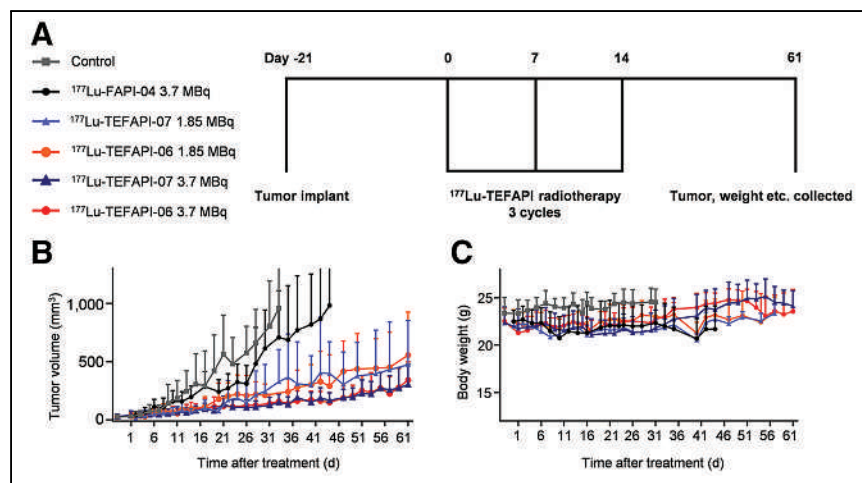 A
Control
¹⁷⁷Lu-FAPI-04 3.7 MBq
¹⁷⁷Lu-TEFAPI-07 1.85 MBq
¹⁷⁷Lu-TEFAPI-06 1.85 MBq
¹⁷⁷Lu-TEFAPI-07 3.7 MBq
¹⁷⁷Lu-TEFAPI-06 3.7 MBq
Day -21 0 7 14 61
Tumor implant
¹⁷⁷Lu-TEFAPI radiotherapy
3 cycles
Tumor, weight etc. collected
B
Tumor volume (mm³)
1,000
500
0
1 6 11 16 21 26 31 36 41 46 51 56 61
Time after treatment (d)
C
Body weight (g)
25
20
15
1 6 11 16 21 26 31 36 41 46 51 56 61
Time after treatment (d)